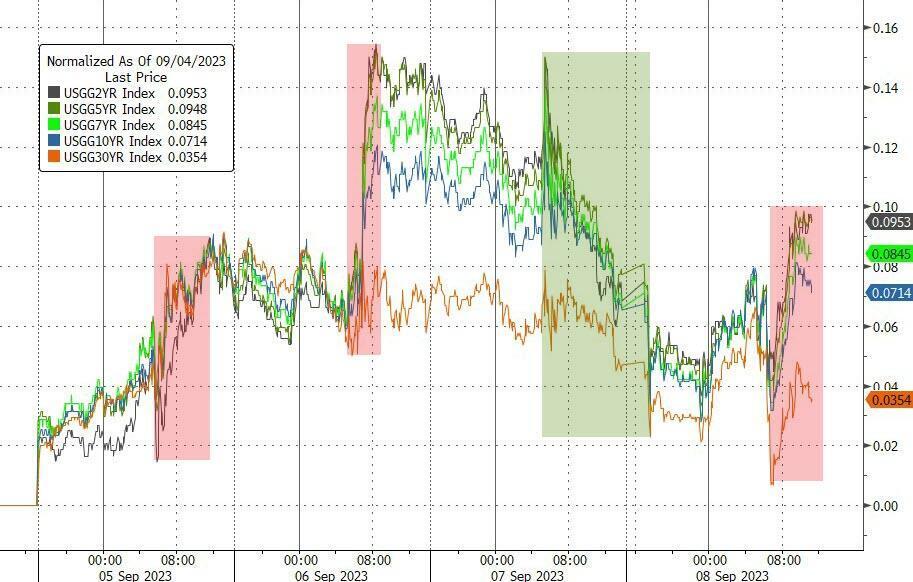 0.16
Normalized As Of 09/04/2023
Last Price
USGG2YR Index 0.0953
USGG5YR Index 0.0948
USGG7YR Index 0.0845
USGG10YR Index 0.0714
USGG30YR Index 0.0354
0.14
0.12
0.10
0.0953
0.0845
0.08
0.0714
0.06
0.04
0.0354
0.02
0.00
00:00 08:00 00:00 08:00 00:00 08:00 00:00 08:00
05 Sep 2023 06 Sep 2023 07 Sep 2023 08 Sep 2023